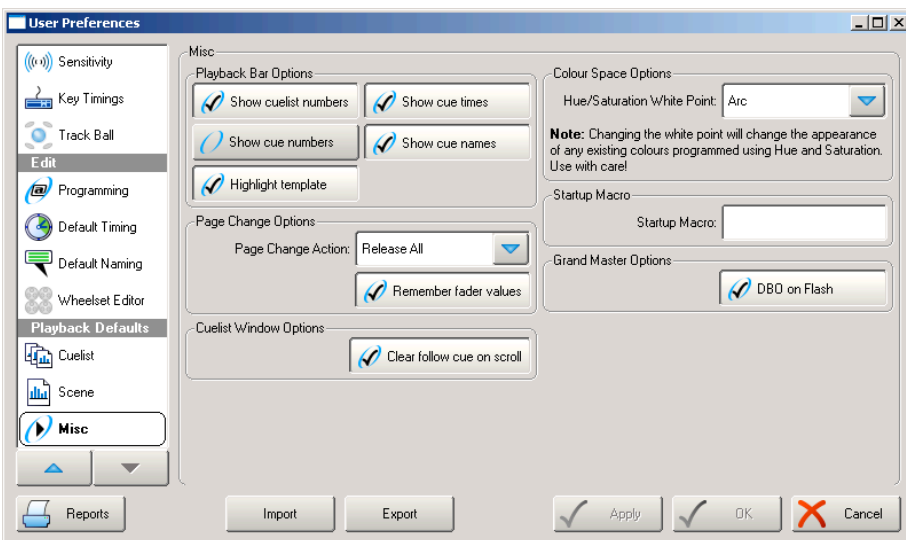 User Preferences
Sensitivity
Key Timings
Track Ball
Edit
Programming
Default Timing
Default Naming
Wheelset Editor
Playback Defaults
Cuelist
Scene
Misc
Reports
Misc
Playback Bar Options
Show cuelist numbers
Show cue times
Show cue numbers
Show cue names
Highlight template
Page Change Options
Page Change Action: Release All
Remember fader values
Cuelist Window Options
Clear follow cue on scroll
Colour Space Options
Hue/Saturation White Point: Arc
Note: Changing the white point will change the appearance
of any existing colours programmed using Hue and Saturation.
Use with care!
Startup Macro
Startup Macro:
Grand Master Options
DBO on Flash
Import
Export
Apply
OK
Cancel